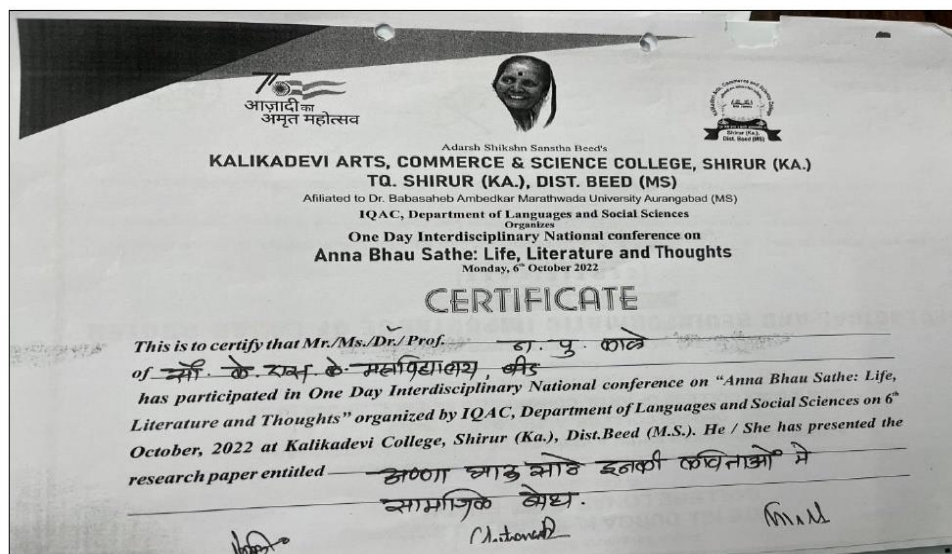 आज़ादी का
अमृत महोत्सव
Shirur (Ka.),
Dist. Beed (MS)
Adarsh Shikshn Sanstha Beed's
KALIKADEVI ARTS, COMMERCE & SCIENCE COLLEGE, SHIRUR (KA.)
TQ. SHIRUR (KA.), DIST. BEED (MS)
Afiliated to Dr. Babasaheb Ambedkar Marathwada University Aurangabad (MS)
IQAC, Department of Languages and Social Sciences
Organizes
One Day Interdisciplinary National conference on
Anna Bhau Sathe: Life, Literature and Thoughts
Monday, 6th October 2022
CERTIFICATE
This is to certify that Mr./Ms./Dr./Prof. न. पु. काळे
of सौ. के. एस. के. महाविद्यालय, बीड
has participated in One Day Interdisciplinary National conference on "Anna Bhau Sathe: Life,
Literature and Thoughts" organized by IQAC, Department of Languages and Social Sciences on 6th
October, 2022 at Kalikadevi College, Shirur (Ka.), Dist.Beed (M.S.). He / She has presented the
research paper entitled अण्णा भाऊ साठे इनकी कविताओं मे
सामाजिक बोध.